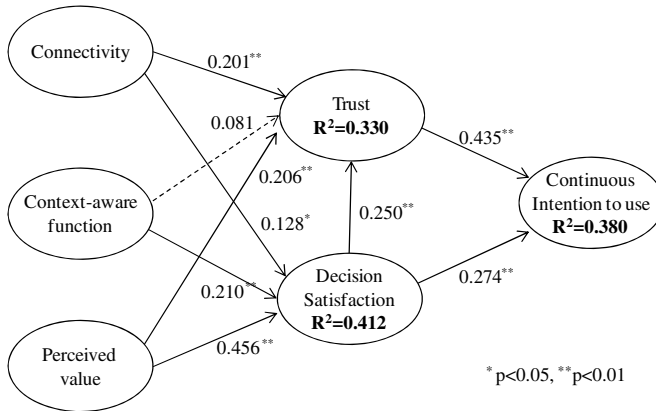 Connectivity
0.201**
Trust
R²=0.330
0.081
0.435**
0.206**
Context-aware
function
0.128*
0.250**
Continuous
Intention to use
R²=0.380
0.210**
Decision
Satisfaction
R²=0.412
0.274**
0.456**
Perceived
value
*p<0.05, **p<0.01